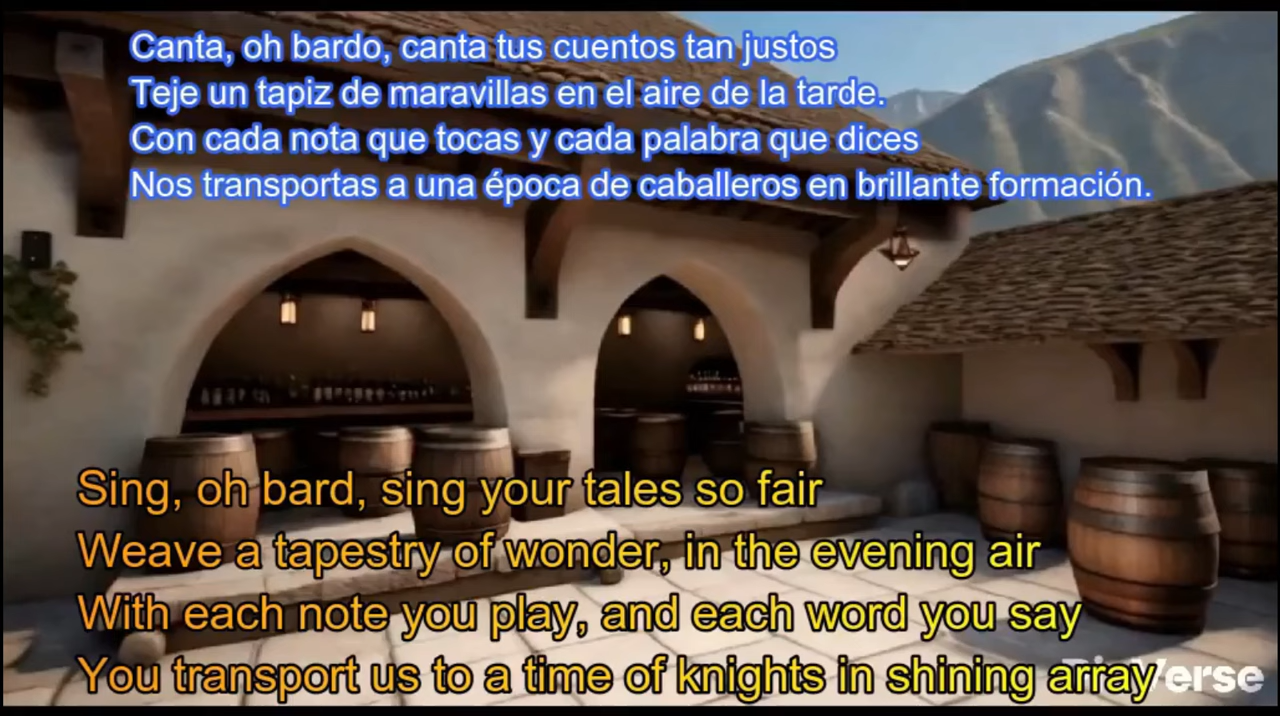 Canta, oh bardo, canta tus cuentos tan justos
Teje un tapiz de maravillas en el aire de la tarde.
Con cada nota que tocas y cada palabra que dices
Nos transportas a una época de caballeros en brillante formación.
Sing, oh bard, sing your tales so fair
Weave a tapestry of wonder, in the evening air
With each note you play, and each word you say
You transport us to a time of knights in shining array